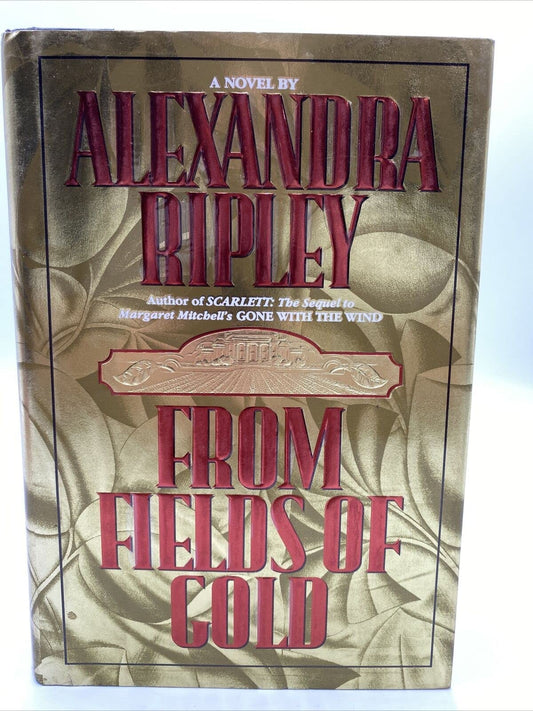 A NOVEL BY
ALEXANDRA
RIPLEY
Author of SCARLETT: The Sequel to
Margaret Mitchell's GONE WITH THE WIND
FROM
FIELDS OF
GOLD